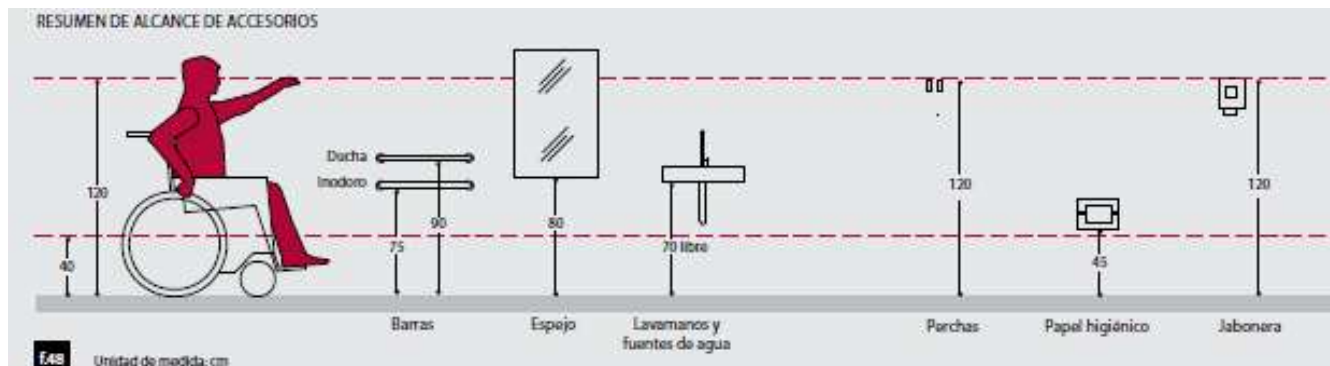 RESUMEN DE ALCANCE DE ACCESORIOS
Ducha
Inodoro
120
40
75
90
80
70 libre
120
45
120
Barras
Espejo
Lavamanos y
fuentes de agua
Perchas
Papel higiénico
Jabonera
f.48
Unidad de medida: cm